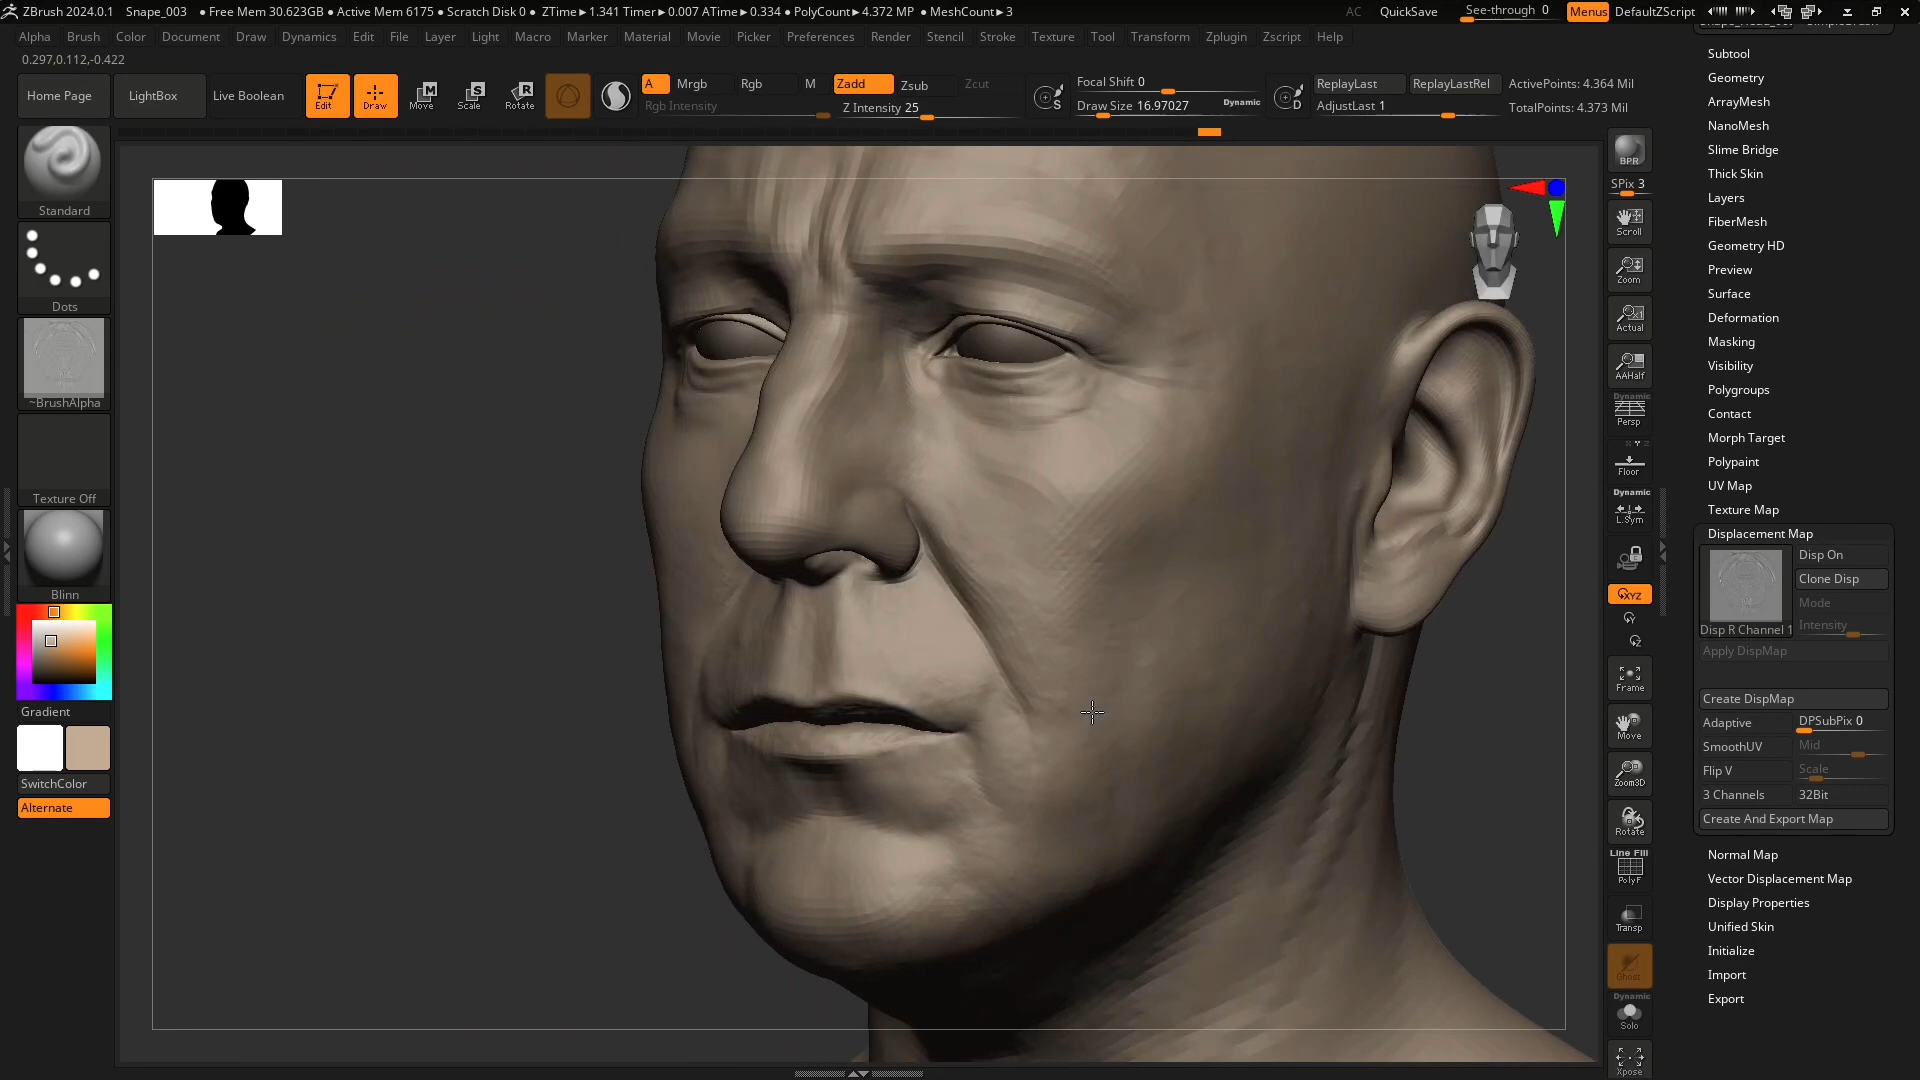 ZBrush 2024.0.1 Snape_003 ● Free Mem 30.623GB ● Active Mem 6175 ● Scratch Disk 0 ● ZTime►1.341 Timer►0.007 ATime►0.334 ● PolyCount►4.372 MP ● MeshCount►3
AC QuickSave See-through 0 Menus DefaultZScript
Alpha Brush Color Document Draw Dynamics Edit File Layer Light Macro Marker Material Movie Picker Preferences Render Stencil Stroke Texture Tool Transform Zplugin Zscript Help
0.297,0.112,-0.422
Home Page LightBox Live Boolean
Edit Draw Move Scale Rotate
A Mrgb Rgb M Zadd Zsub Zcut
Rgb Intensity Z Intensity 25
Focal Shift 0
Draw Size 16.97027 Dynamic
S D
ReplayLast ReplayLastRel ActivePoints: 4.364 Mil
AdjustLast 1 TotalPoints: 4.373 Mil
Standard
Dots
~BrushAlpha
Texture Off
Blinn
Gradient
SwitchColor
Alternate
BPR
SPix 3
Scroll
Zoom
Actual
AAHalf
Dynamic
Persp
Floor
Dynamic
L.Sym
XYZ
Y
Z
Frame
Move
Zoom3D
Rotate
Line Fill
PolyF
Transp
Ghost
Dynamic
Solo
Xpose
Subtool
Geometry
ArrayMesh
NanoMesh
Slime Bridge
Thick Skin
Layers
FiberMesh
Geometry HD
Preview
Surface
Deformation
Masking
Visibility
Polygroups
Contact
Morph Target
Polypaint
UV Map
Texture Map
Displacement Map
Disp On
Clone Disp
Mode
Intensity
Disp R Channel 1
Apply DispMap
Create DispMap
Adaptive DPSubPix 0
SmoothUV Mid
Flip V Scale
3 Channels 32Bit
Create And Export Map
Normal Map
Vector Displacement Map
Display Properties
Unified Skin
Initialize
Import
Export